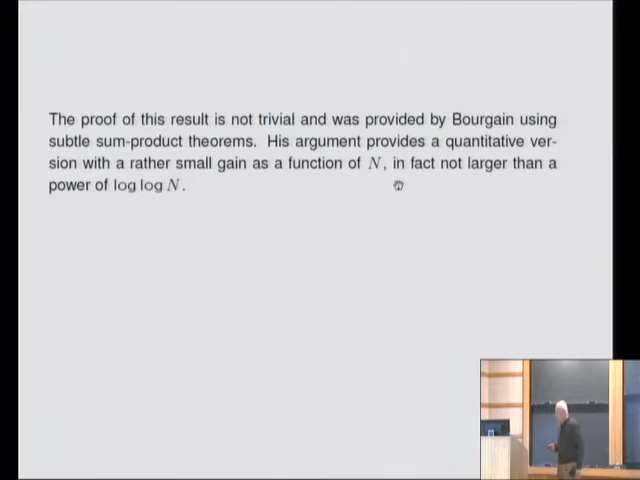 The proof of this result is not trivial and was provided by Bourgain using
subtle sum-product theorems. His argument provides a quantitative ver-
sion with a rather small gain as a function of N, in fact not larger than a
power of log log N.